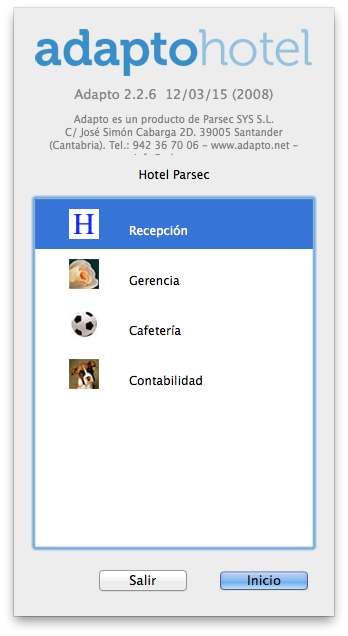 adaptohotel
Adapto 2.2.6 12/03/15 (2008)
Adapto es un producto de Parsec SYS S.L.
C/ José Simón Cabarga 2D. 39005 Santander
(Cantabria). Tel.: 942 36 70 06 - www.adapto.net -
Hotel Parsec
H Recepción
Gerencia
Cafetería
Contabilidad
Salir Inicio